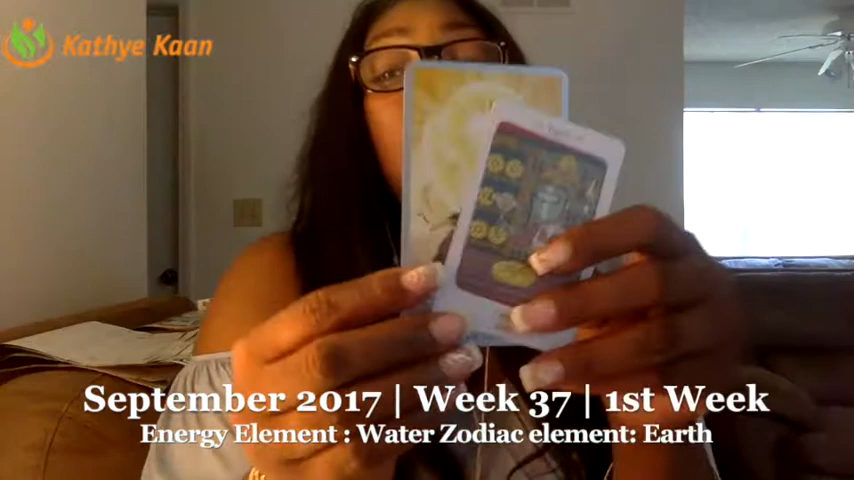 Kathye Kaan
September 2017 | Week 37 | 1st Week
Energy Element : Water Zodiac element: Earth